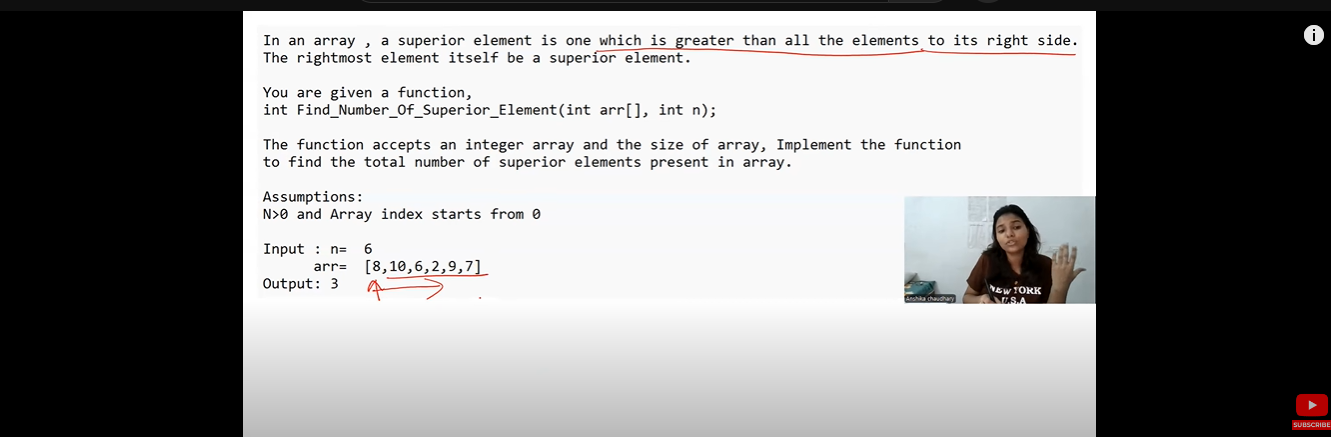 In an array , a superior element is one which is greater than all the elements to its right side.
The rightmost element itself be a superior element.
You are given a function,
int Find_Number_Of_Superior_Element(int arr[], int n);
The function accepts an integer array and the size of array, Implement the function
to find the total number of superior elements present in array.
Assumptions:
N>0 and Array index starts from 0
Input : n= 6
arr= [8,10,6,2,9,7]
Output: 3
NEW YORK
U.S.A
Anshika chaudhary
i
SUBSCRIBE